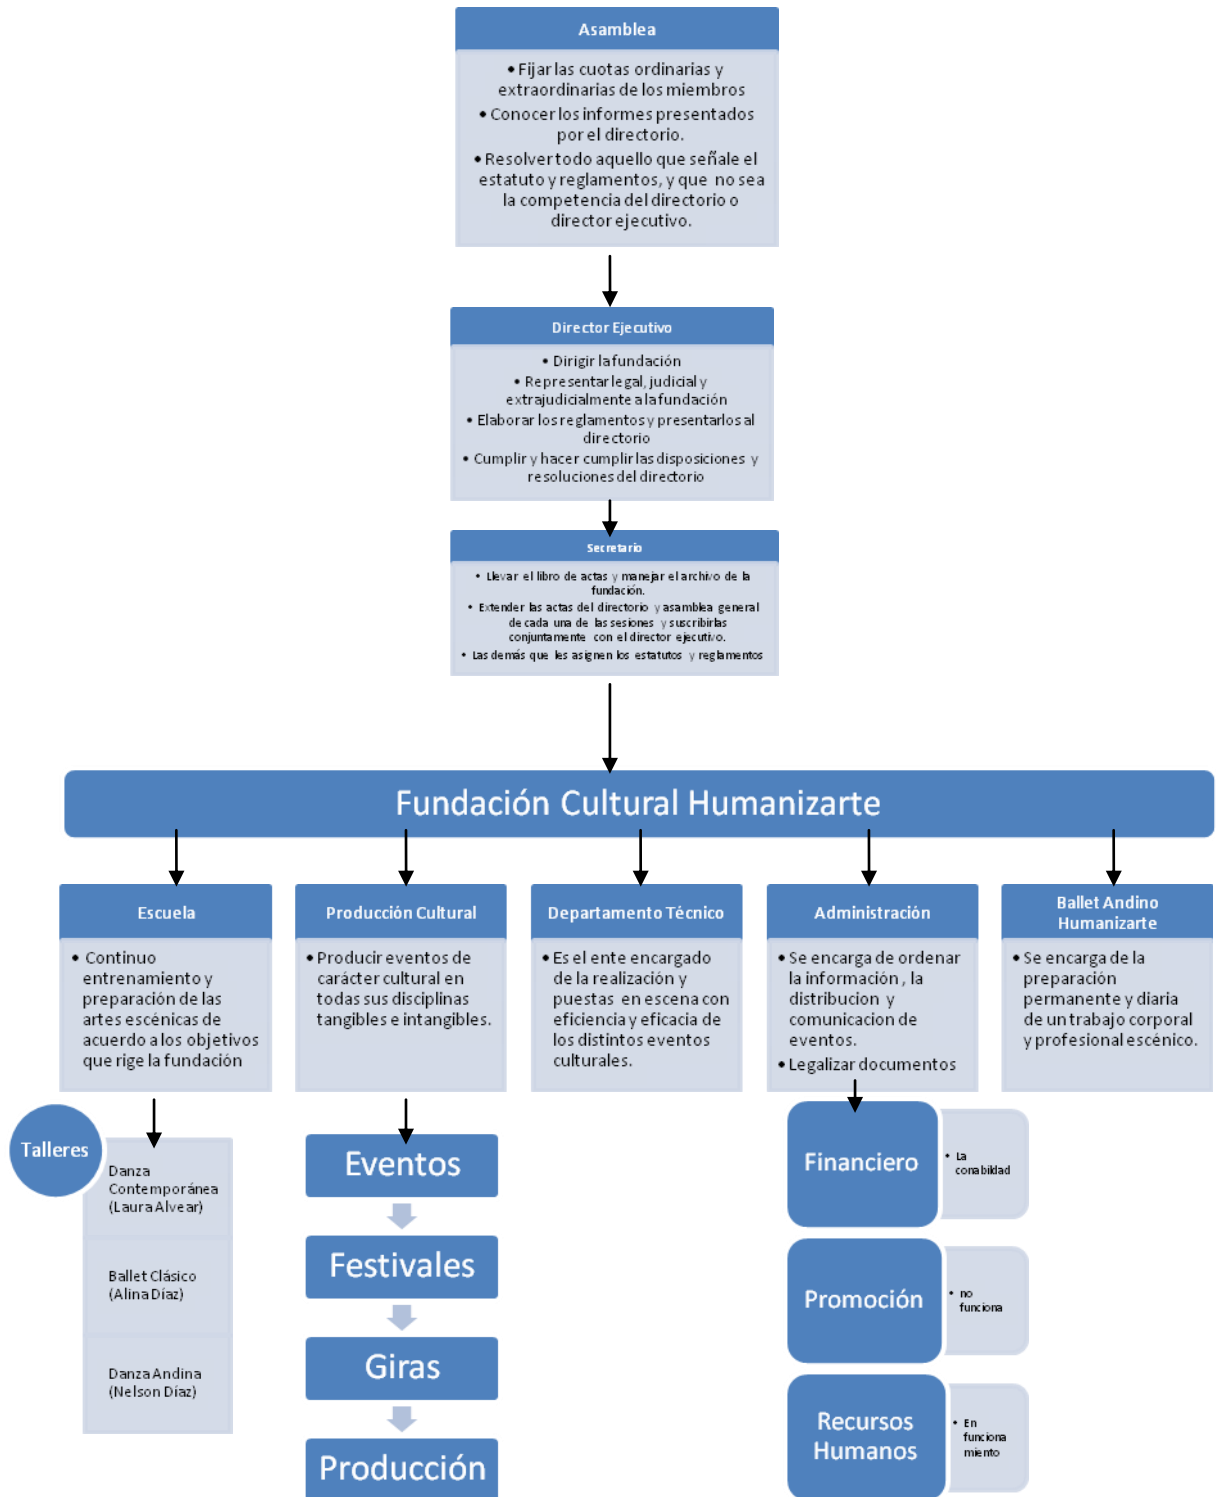 Asamblea
• Fijar las cuotas ordinarias y
extraordinarias de los miembros
• Conocer los informes presentados
por el directorio.
• Resolver todo aquello que señale el
estatuto y reglamentos, y que no sea
la competencia del directorio o
director ejecutivo.
Director Ejecutivo
• Dirigir la fundación
• Representar legal, judicial y
extrajudicialmente a la fundación
• Elaborar los reglamentos y presentarlos al
directorio
• Cumplir y hacer cumplir las disposiciones y
resoluciones del directorio
Secretario
• Llevar el libro de actas y manejar el archivo de la
fundación.
• Extender las actas del directorio y asamblea general
de cada una de las sesiones y suscribirlas
conjuntamente con el director ejecutivo.
• Las demás que les asignen los estatutos y reglamentos
Fundación Cultural Humanizarte
Escuela
• Continuo
entrenamiento y
preparación de las
artes escénicas de
acuerdo a los objetivos
que rige la fundación
Producción Cultural
• Producir eventos de
carácter cultural en
todas sus disciplinas
tangibles e intangibles.
Departamento Técnico
• Es el ente encargado
de la realización y
puestas en escena con
eficiencia y eficacia de
los distintos eventos
culturales.
Administración
• Se encarga de ordenar
la información , la
distribucion y
comunicacion de
eventos.
• Legalizar documentos
Ballet Andino
Humanizarte
• Se encarga de la
preparación
permanente y diaria
de un trabajo corporal
y profesional escénico.
Talleres
Danza
Contemporánea
(Laura Alvear)
Ballet Clásico
(Alina Díaz)
Danza Andina
(Nelson Díaz)
Eventos
Festivales
Giras
Producción
Financiero
• La
conabildad
Promoción
• no
funciona
Recursos
Humanos
• En
funciona
miento